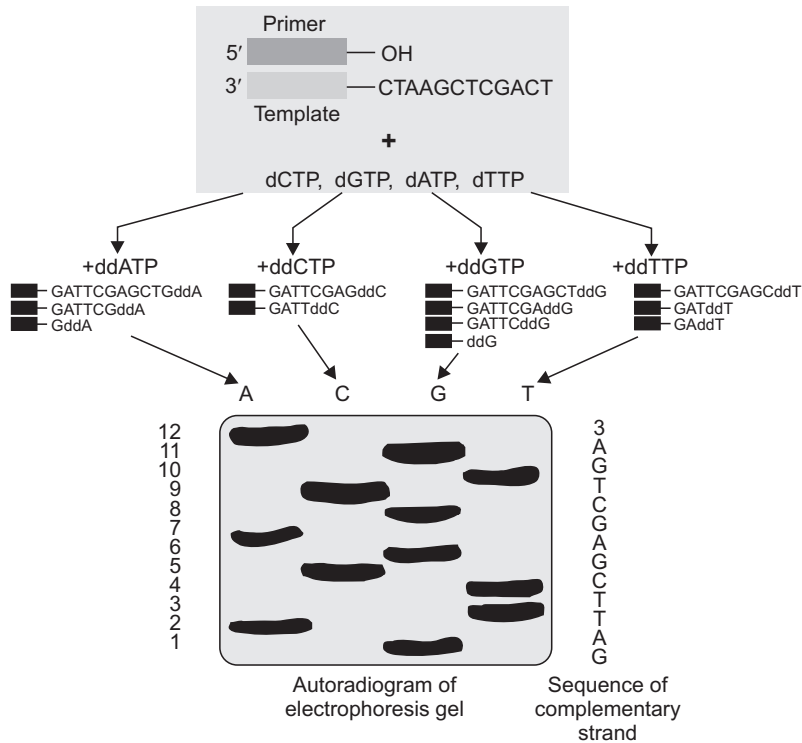 Primer
5′ OH
3′ CTAAGCTCGACT
Template
+
dCTP, dGTP, dATP, dTTP
+ddATP
GATTCGAGCTGddA
GATTCGddA
GddA
+ddCTP
GATTCGAGddC
GATTddC
+ddGTP
GATTCGAGCTddG
GATTCGAddG
GATTCddG
ddG
+ddTTP
GATTCGAGCddT
GATddT
GAddT
A C G T
12
11
10
9
8
7
6
5
4
3
2
1
3
A
G
T
C
G
A
G
C
T
T
A
G
Autoradiogram of
electrophoresis gel
Sequence of
complementary
strand